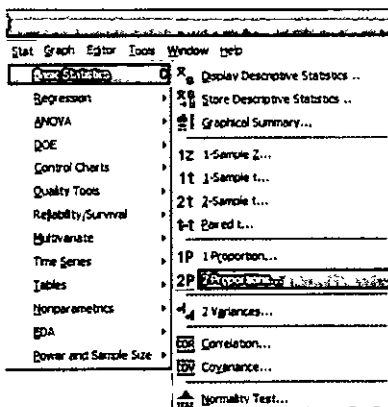 Stat Graph Editor Tools Window Help
Basic Statistics
Regression
ANOVA
DOE
Control Charts
Quality Tools
Reliability/Survival
Multivariate
Time Series
Tables
Nonparametrics
EDA
Power and Sample Size
Display Descriptive Statistics ..
Store Descriptive Statistics ..
Graphical Summary...
1Z 1-Sample Z...
1t 1-Sample t...
2t 2-Sample t...
t-t Paired t...
1P 1 Proportion...
2P 2 Proportions
2 Variances...
COR Correlation...
COV Covariance...
Normality Test...